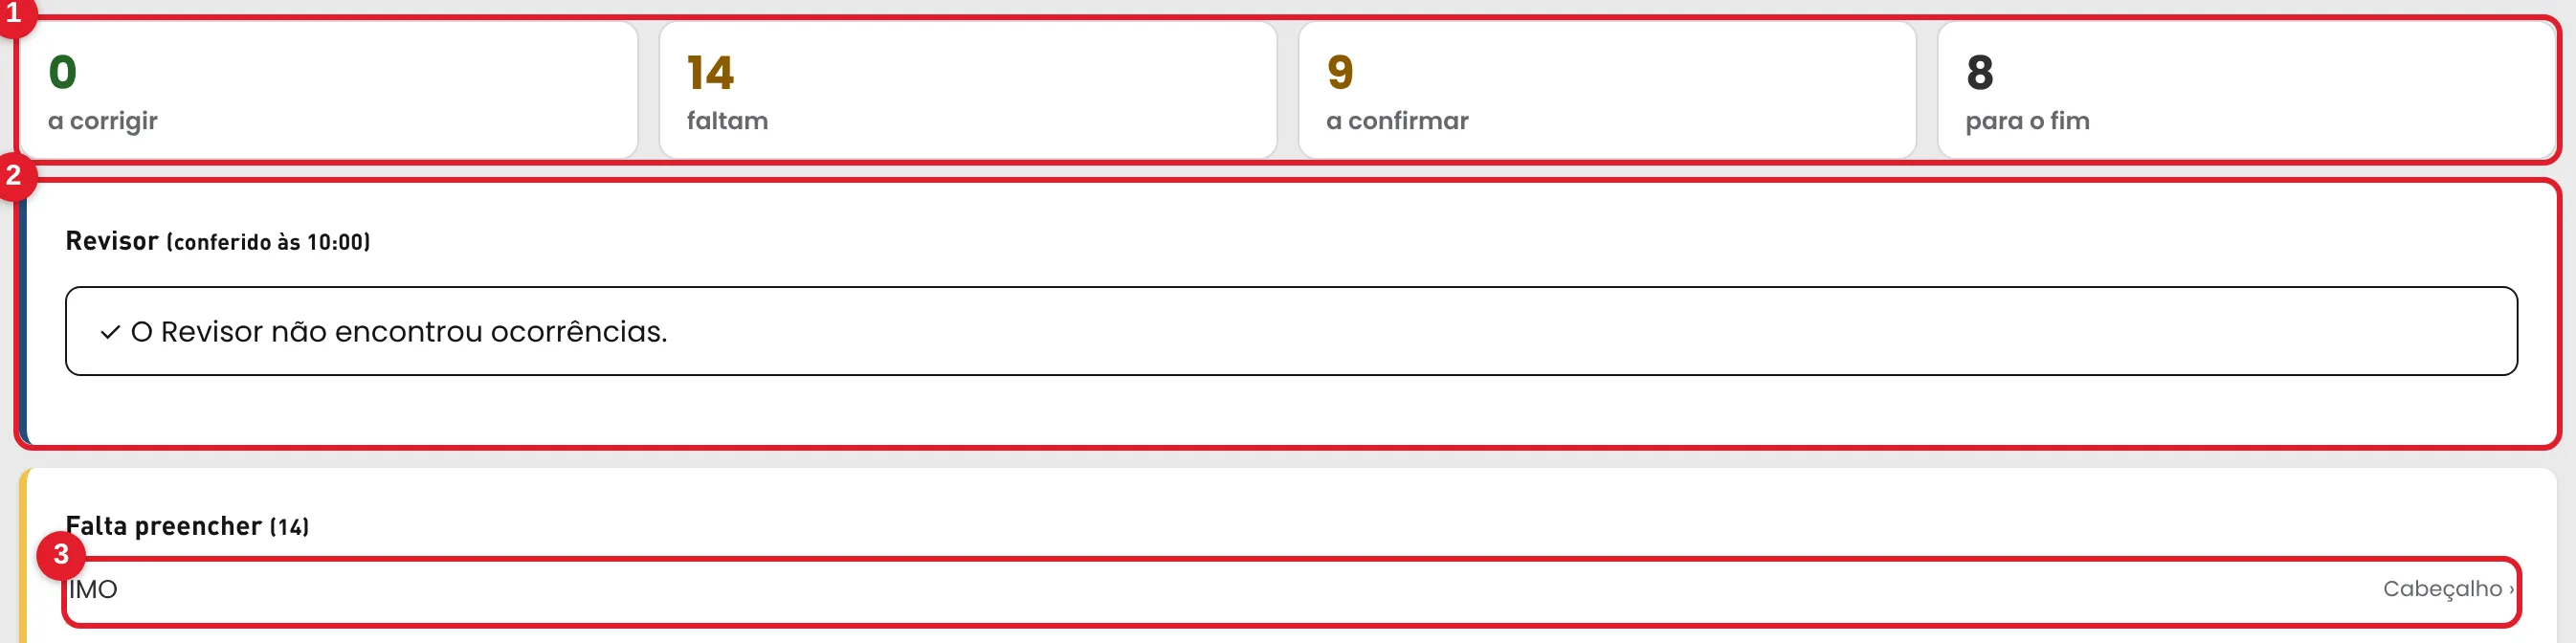 1
0
a corrigir
14
faltam
9
a confirmar
8
para o fim
2
Revisor (conferido às 10:00)
✓ O Revisor não encontrou ocorrências.
Falta preencher (14)
3
IMO
Cabeçalho ›